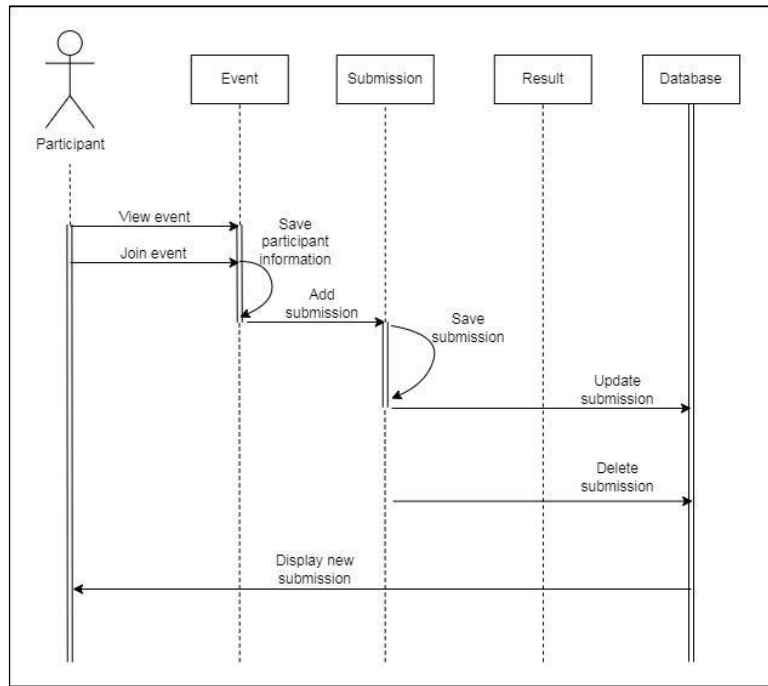 Event
Submission
Result
Database
Participant
View event
Save
participant
information
Join event
Add
submission
Save
submission
Update
submission
Delete
submission
Display new
submission